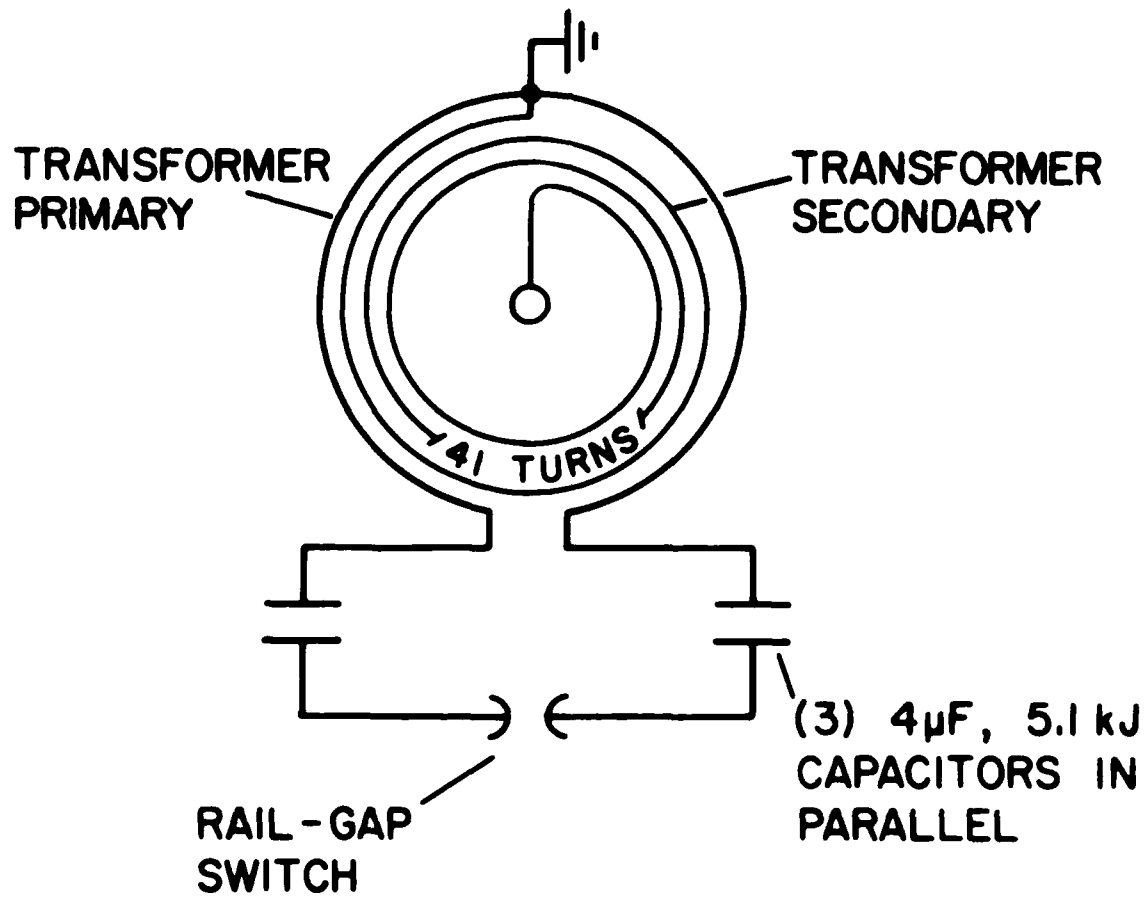 TRANSFORMER
PRIMARY
TRANSFORMER
SECONDARY
41 TURNS
(3) 4µF, 5.1 kJ
CAPACITORS IN
PARALLEL
RAIL-GAP
SWITCH